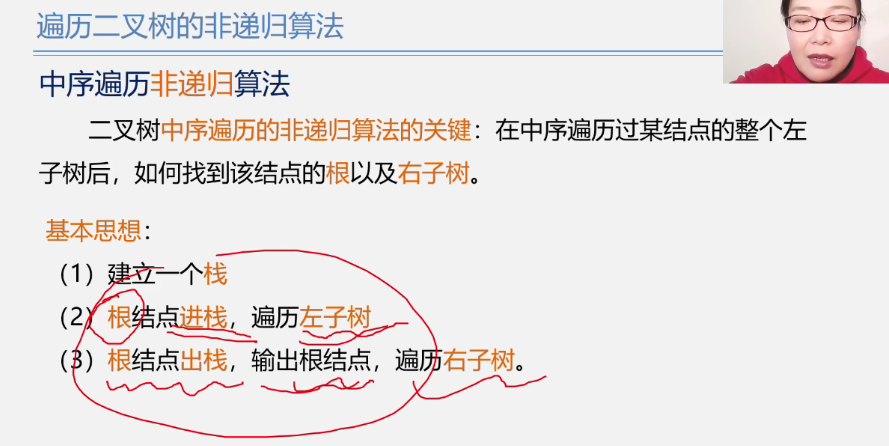 遍历二叉树的非递归算法
中序遍历非递归算法
二叉树中序遍历的非递归算法的关键：在中序遍历过某结点的整个左
子树后，如何找到该结点的根以及右子树。
基本思想：
（1）建立一个栈
（2）根结点进栈，遍历左子树
（3）根结点出栈，输出根结点，遍历右子树。